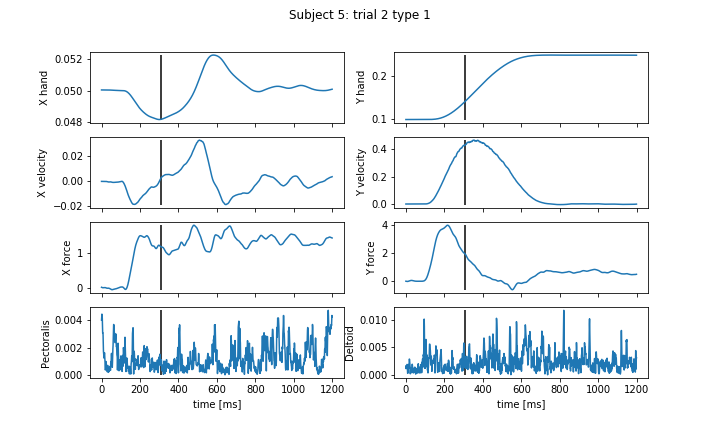 Subject 5: trial 2 type 1
X hand
0.052
0.050
0.048
Y hand
0.2
0.1
X velocity
0.02
0.00
−0.02
Y velocity
0.4
0.2
0.0
X force
1
0
Y force
4
2
0
Pectoralis
0.004
0.002
0.000
Deltoid
0.010
0.005
0.000
0 200 400 600 800 1000 1200
0 200 400 600 800 1000 1200
time [ms]
time [ms]